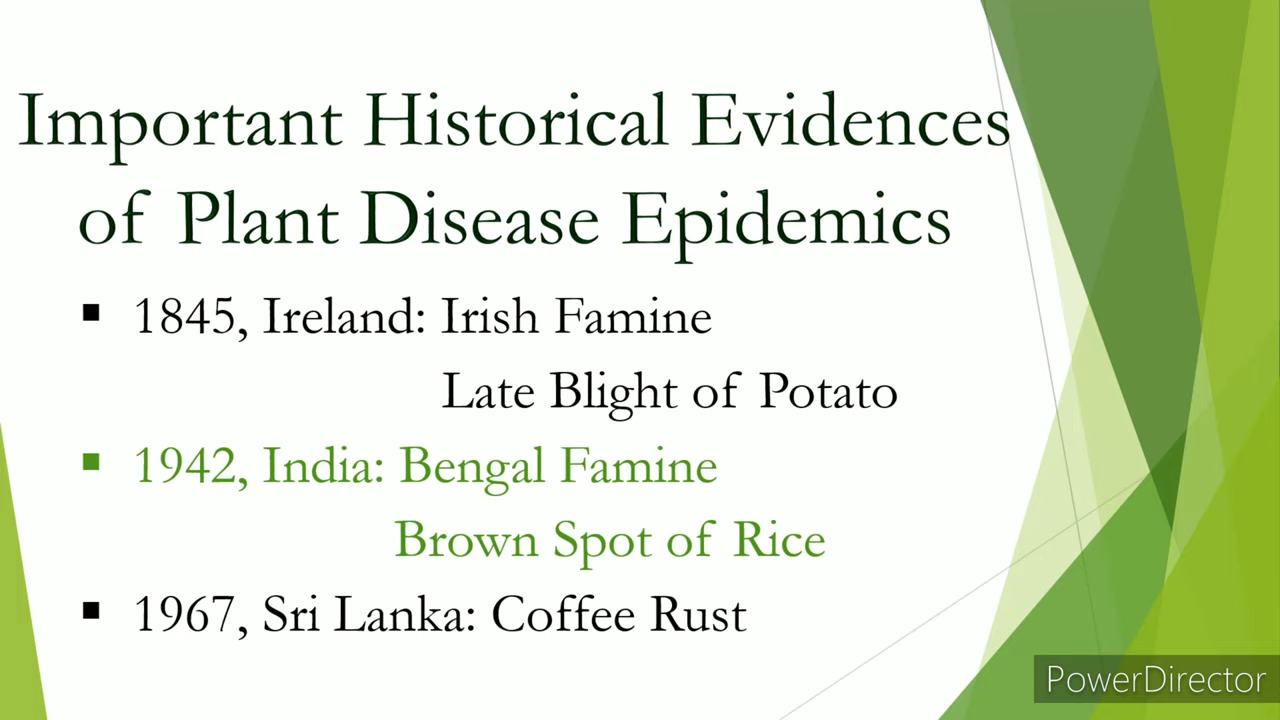 Important Historical Evidences
of Plant Disease Epidemics
▪ 1845, Ireland: Irish Famine
Late Blight of Potato
▪ 1942, India: Bengal Famine
Brown Spot of Rice
▪ 1967, Sri Lanka: Coffee Rust
PowerDirector